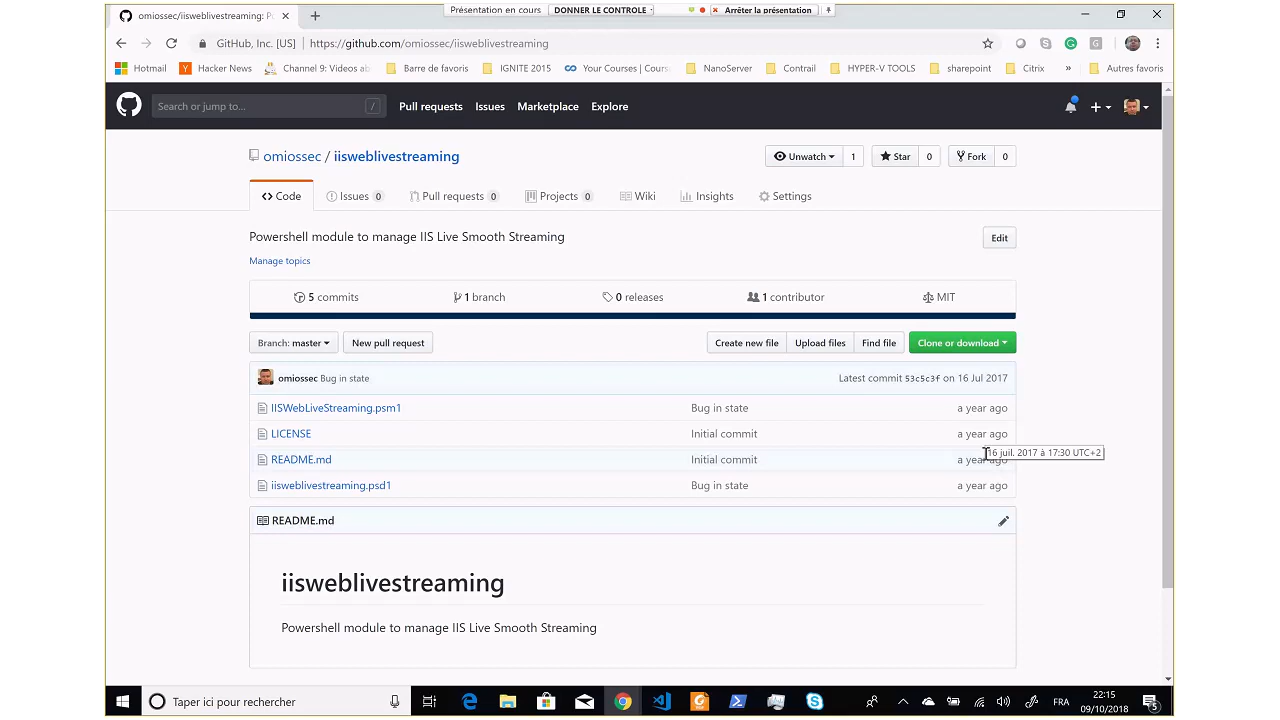 Présentation en cours DONNER LE CONTROLE Arrêter la présentation
omiossec/iisweblivestreaming: Po
GitHub, Inc. [US] https://github.com/omiossec/iisweblivestreaming
Hotmail Hacker News Channel 9: Videos ab Barre de favoris IGNITE 2015 Your Courses | Cours NanoServer Contrail HYPER-V TOOLS sharepoint Citrix » Autres favoris
Search or jump to... / Pull requests Issues Marketplace Explore
omiossec / iisweblivestreaming Unwatch 1 Star 0 Fork 0
Code Issues 0 Pull requests 0 Projects 0 Wiki Insights Settings
Powershell module to manage IIS Live Smooth Streaming Edit
Manage topics
5 commits 1 branch 0 releases 1 contributor MIT
Branch: master New pull request Create new file Upload files Find file Clone or download
omiossec Bug in state Latest commit 53c5c3f on 16 Jul 2017
IISWebLiveStreaming.psm1 Bug in state a year ago
LICENSE Initial commit a year ago
16 juil. 2017 à 17:30 UTC+2
README.md Initial commit a year ago
iisweblivestreaming.psd1 Bug in state a year ago
README.md
iisweblivestreaming
Powershell module to manage IIS Live Smooth Streaming
Taper ici pour rechercher FRA 22:15
09/10/2018 5